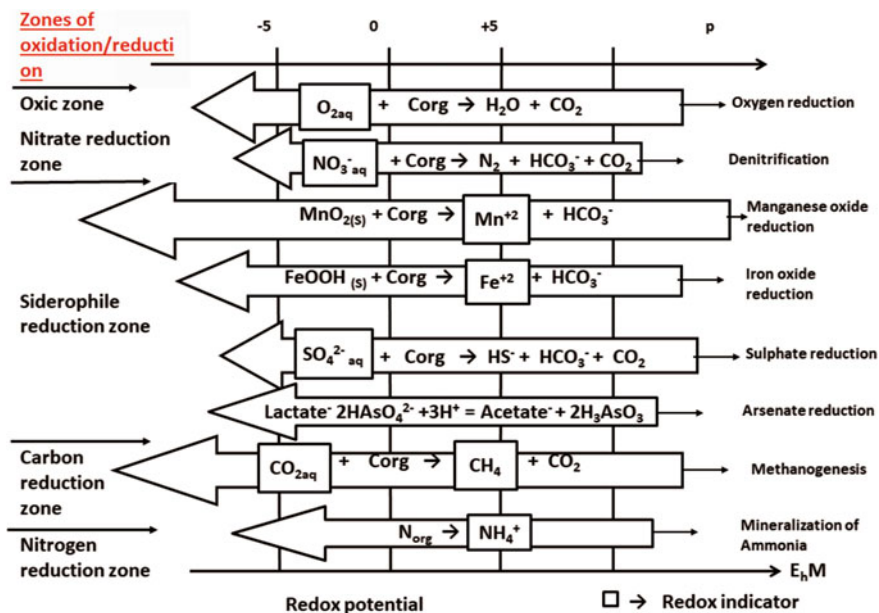 Zones of
oxidation/reducti
on
-5 0 +5 p
Oxic zone
O₂aq + Corg → H₂O + CO₂
Oxygen reduction
Nitrate reduction
zone
NO₃⁻ aq + Corg → N₂ + HCO₃⁻ + CO₂
Denitrification
MnO₂(S) + Corg → Mn⁺² + HCO₃⁻
Manganese oxide
reduction
Siderophile
reduction zone
FeOOH (S) + Corg → Fe⁺² + HCO₃⁻
Iron oxide
reduction
SO₄²⁻ aq + Corg → HS⁻ + HCO₃⁻ + CO₂
Sulphate reduction
Lactate⁻ 2HAsO₄²⁻ +3H⁺ = Acetate⁻ + 2H₃AsO₃
Arsenate reduction
Carbon
reduction
zone
CO₂aq + Corg → CH₄ + CO₂
Methanogenesis
Nitrogen
reduction zone
Norg → NH₄⁺
Mineralization of
Ammonia
EhM
Redox potential
□ → Redox indicator